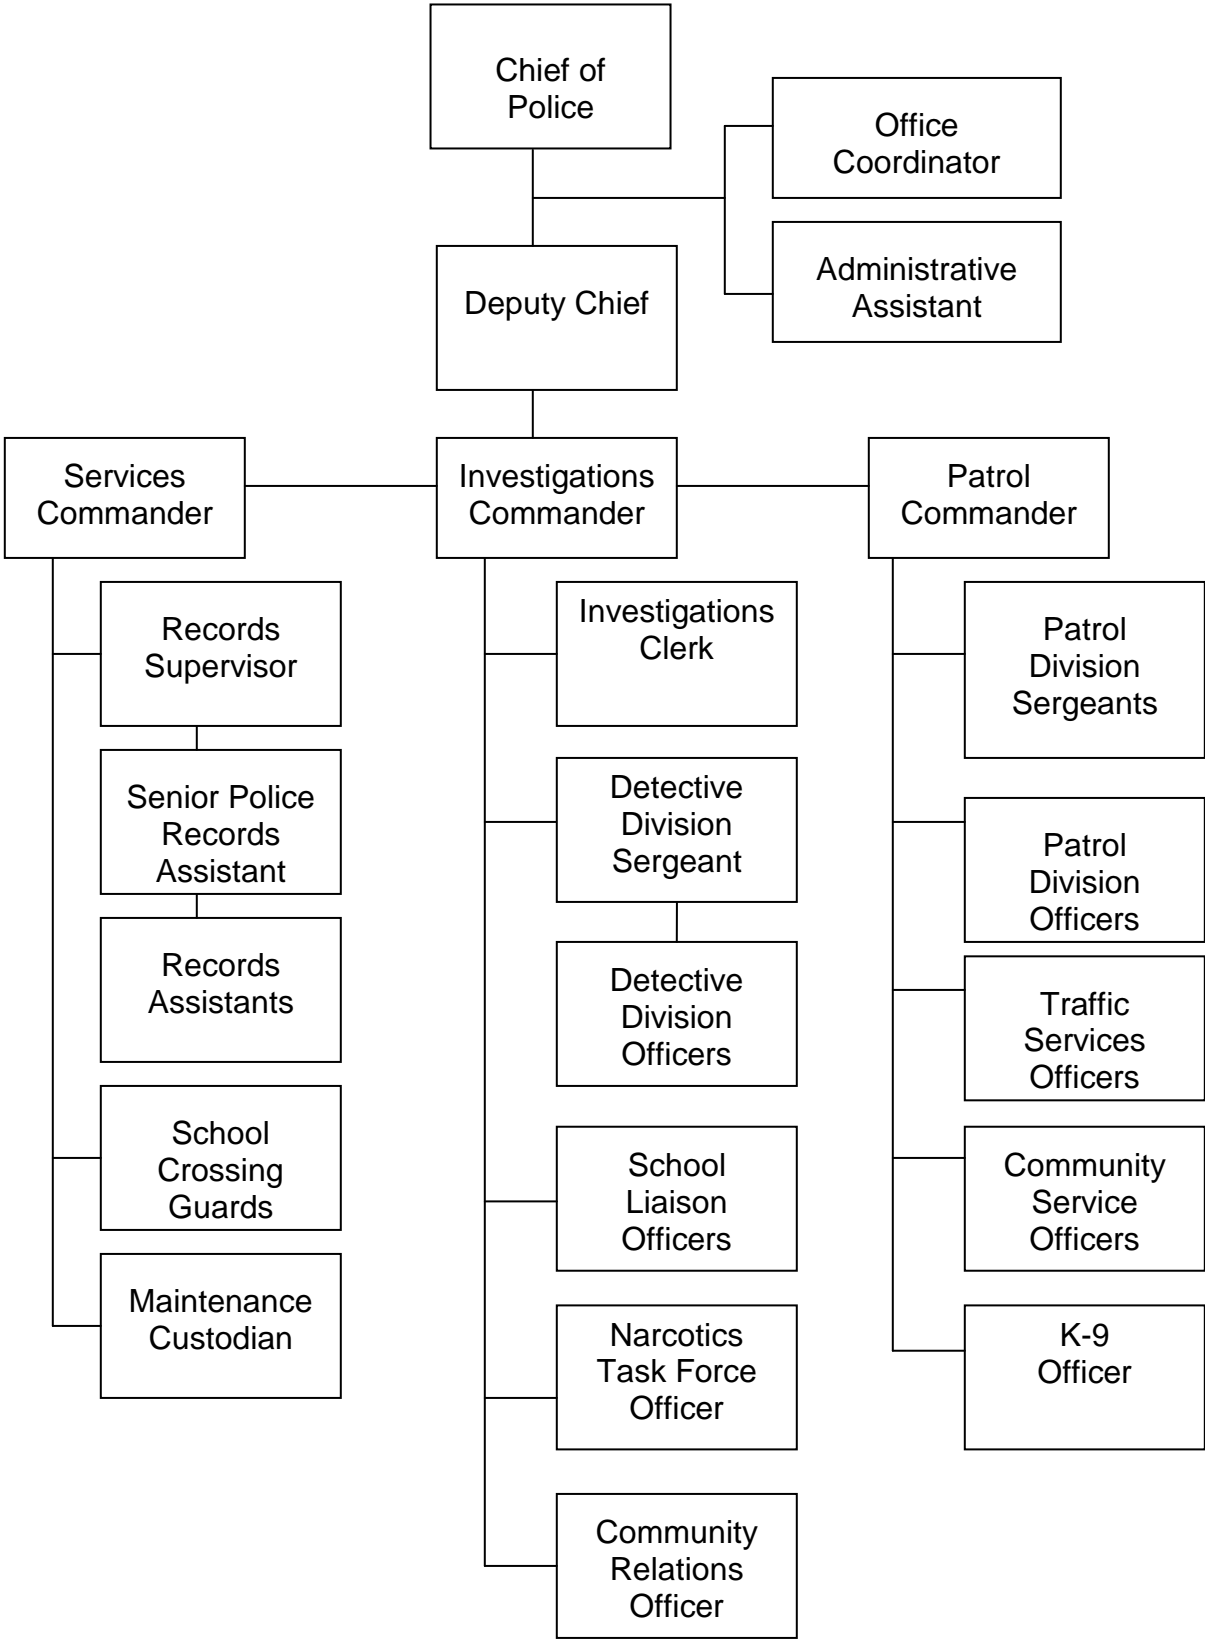 Chief of
Police
Office
Coordinator
Administrative
Assistant
Deputy Chief
Services
Commander
Investigations
Commander
Patrol
Commander
Records
Supervisor
Senior Police
Records
Assistant
Records
Assistants
School
Crossing
Guards
Maintenance
Custodian
Investigations
Clerk
Detective
Division
Sergeant
Detective
Division
Officers
School
Liaison
Officers
Narcotics
Task Force
Officer
Community
Relations
Officer
Patrol
Division
Sergeants
Patrol
Division
Officers
Traffic
Services
Officers
Community
Service
Officers
K-9
Officer